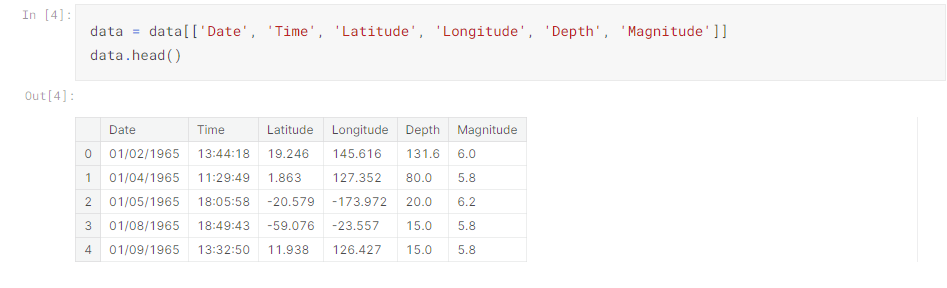 In [4]:
data = data[['Date', 'Time', 'Latitude', 'Longitude', 'Depth', 'Magnitude']]
data.head()
Out[4]:
Date Time Latitude Longitude Depth Magnitude
0 01/02/1965 13:44:18 19.246 145.616 131.6 6.0
1 01/04/1965 11:29:49 1.863 127.352 80.0 5.8
2 01/05/1965 18:05:58 -20.579 -173.972 20.0 6.2
3 01/08/1965 18:49:43 -59.076 -23.557 15.0 5.8
4 01/09/1965 13:32:50 11.938 126.427 15.0 5.8